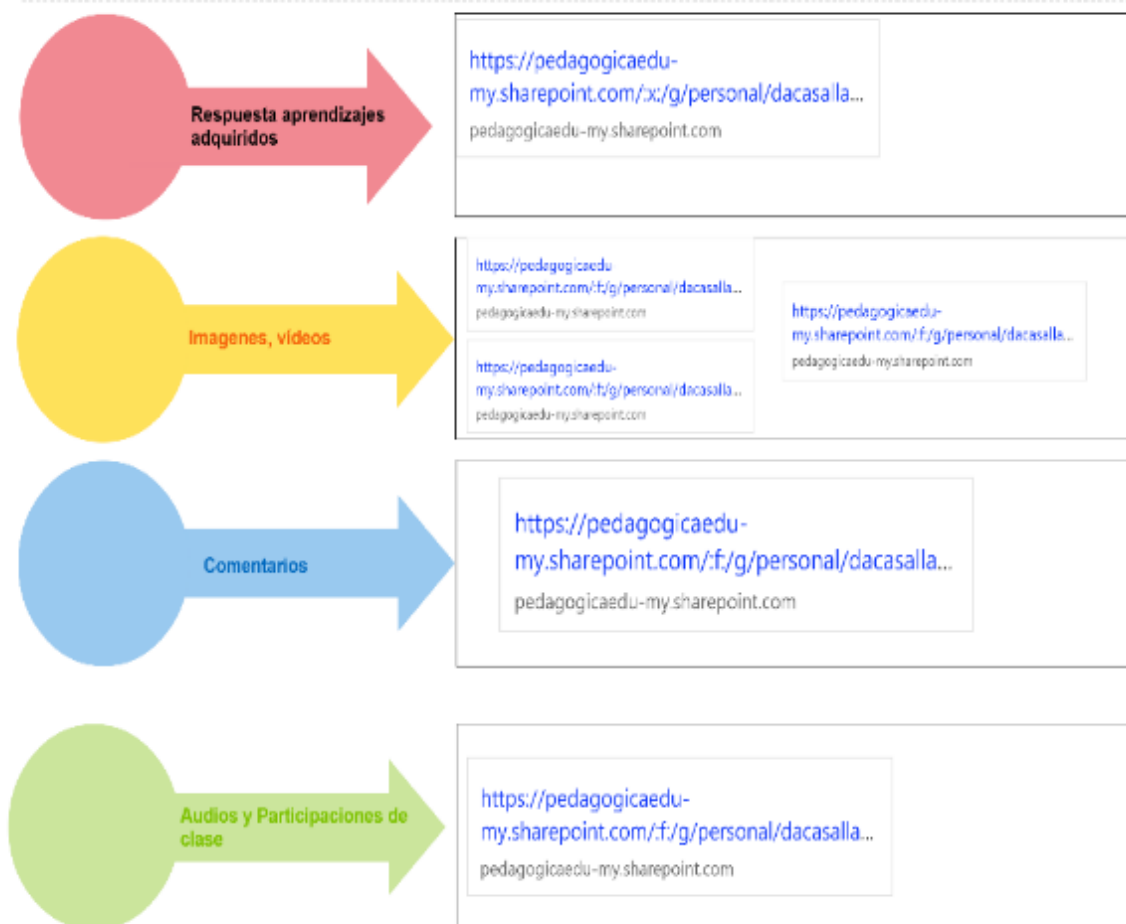 Respuesta aprendizajes
adquiridos
https://pedagogicaedu-
my.sharepoint.com/:x:/g/personal/dacasalla...
pedagogicaedu-my.sharepoint.com
Imagenes, vídeos
https://pedagogicaedu
my.sharepoint.com/:f:/g/personal/dacasalla...
pedagogicaedu-my.sharepoint.com
https://pedagogicaedu-
my.sharepoint.com/:f:/g/personal/dacasalla...
pedagogicaedu-my.sharepoint.com
https://pedagogicaedu-
my.sharepoint.com/:f:/g/personal/dacasalla...
pedagogicaedu-my.sharepoint.com
Comentarios
https://pedagogicaedu-
my.sharepoint.com/:f:/g/personal/dacasalla...
pedagogicaedu-my.sharepoint.com
Audios y Participaciones de
clase
https://pedagogicaedu-
my.sharepoint.com/:f:/g/personal/dacasalla...
pedagogicaedu-my.sharepoint.com